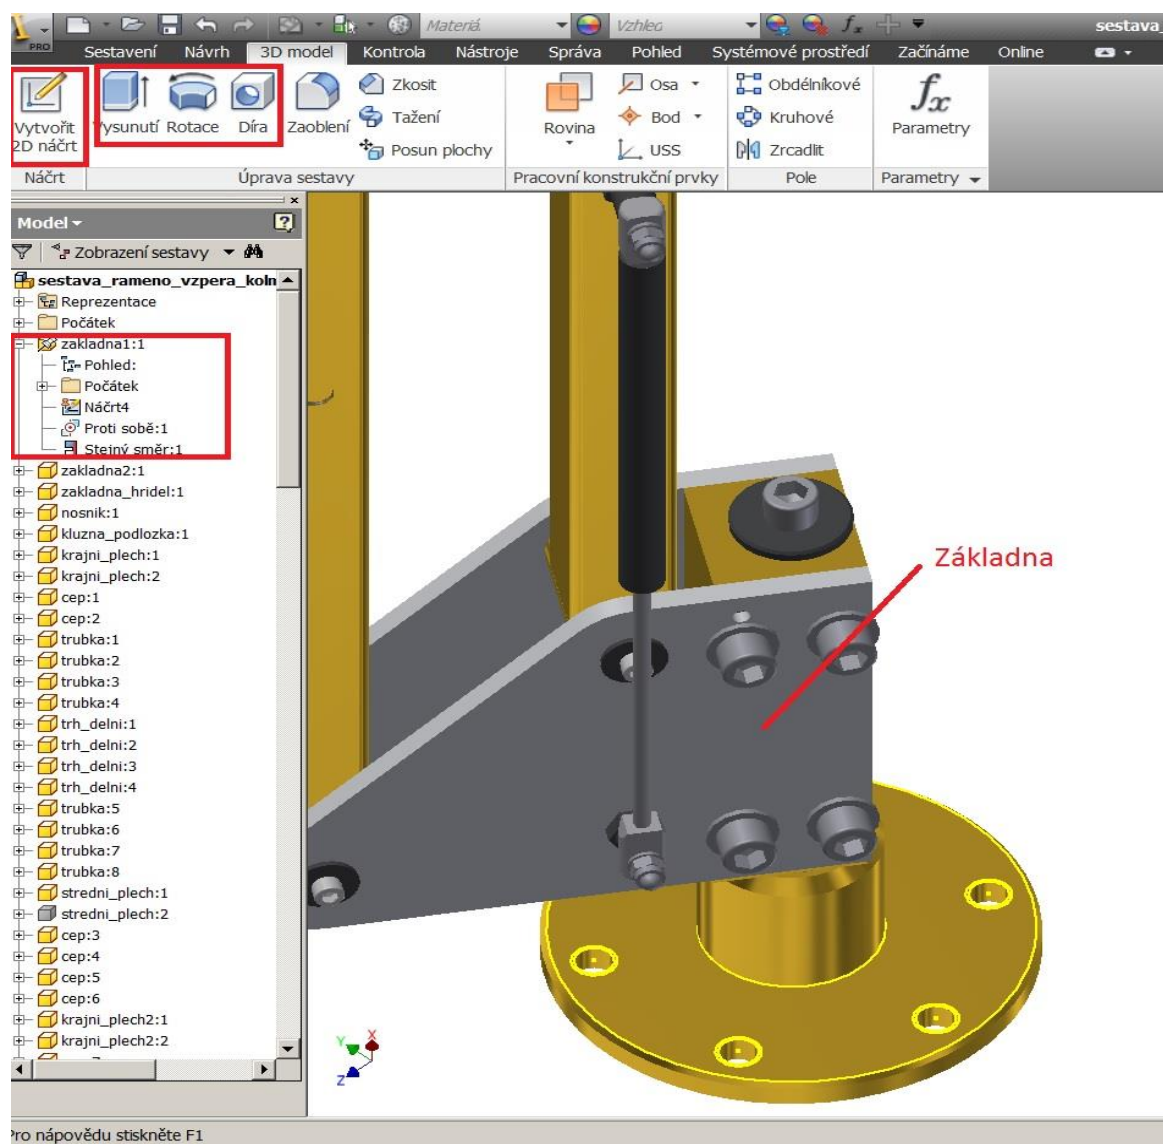 PRO
Materiá
Vzhlec
fx
sestava_
Sestavení Návrh 3D model Kontrola Nástroje Správa Pohled Systémové prostředí Začínáme Online
Vytvořit
2D náčrt
Vysunutí Rotace Díra Zaoblení
Zkosit
Tažení
Posun plochy
Rovina
Osa
Bod
USS
Obdélníkové
Kruhové
Zrcadlit
fx
Parametry
Náčrt Úprava sestavy Pracovní konstrukční prvky Pole Parametry
Model
Zobrazení sestavy
sestava_rameno_vzpera_koln
Reprezentace
Počátek
zakladna1:1
Pohled:
Počátek
Náčrt4
Proti sobě:1
Stejný směr:1
zakladna2:1
zakladna_hridel:1
nosnik:1
kluzna_podlozka:1
krajni_plech:1
krajni_plech:2
cep:1
cep:2
trubka:1
trubka:2
trubka:3
trubka:4
trh_delni:1
trh_delni:2
trh_delni:3
trh_delni:4
trubka:5
trubka:6
trubka:7
trubka:8
stredni_plech:1
stredni_plech:2
cep:3
cep:4
cep:5
cep:6
krajni_plech2:1
krajni_plech2:2
Základna
Y X
Z
Pro nápovědu stiskněte F1